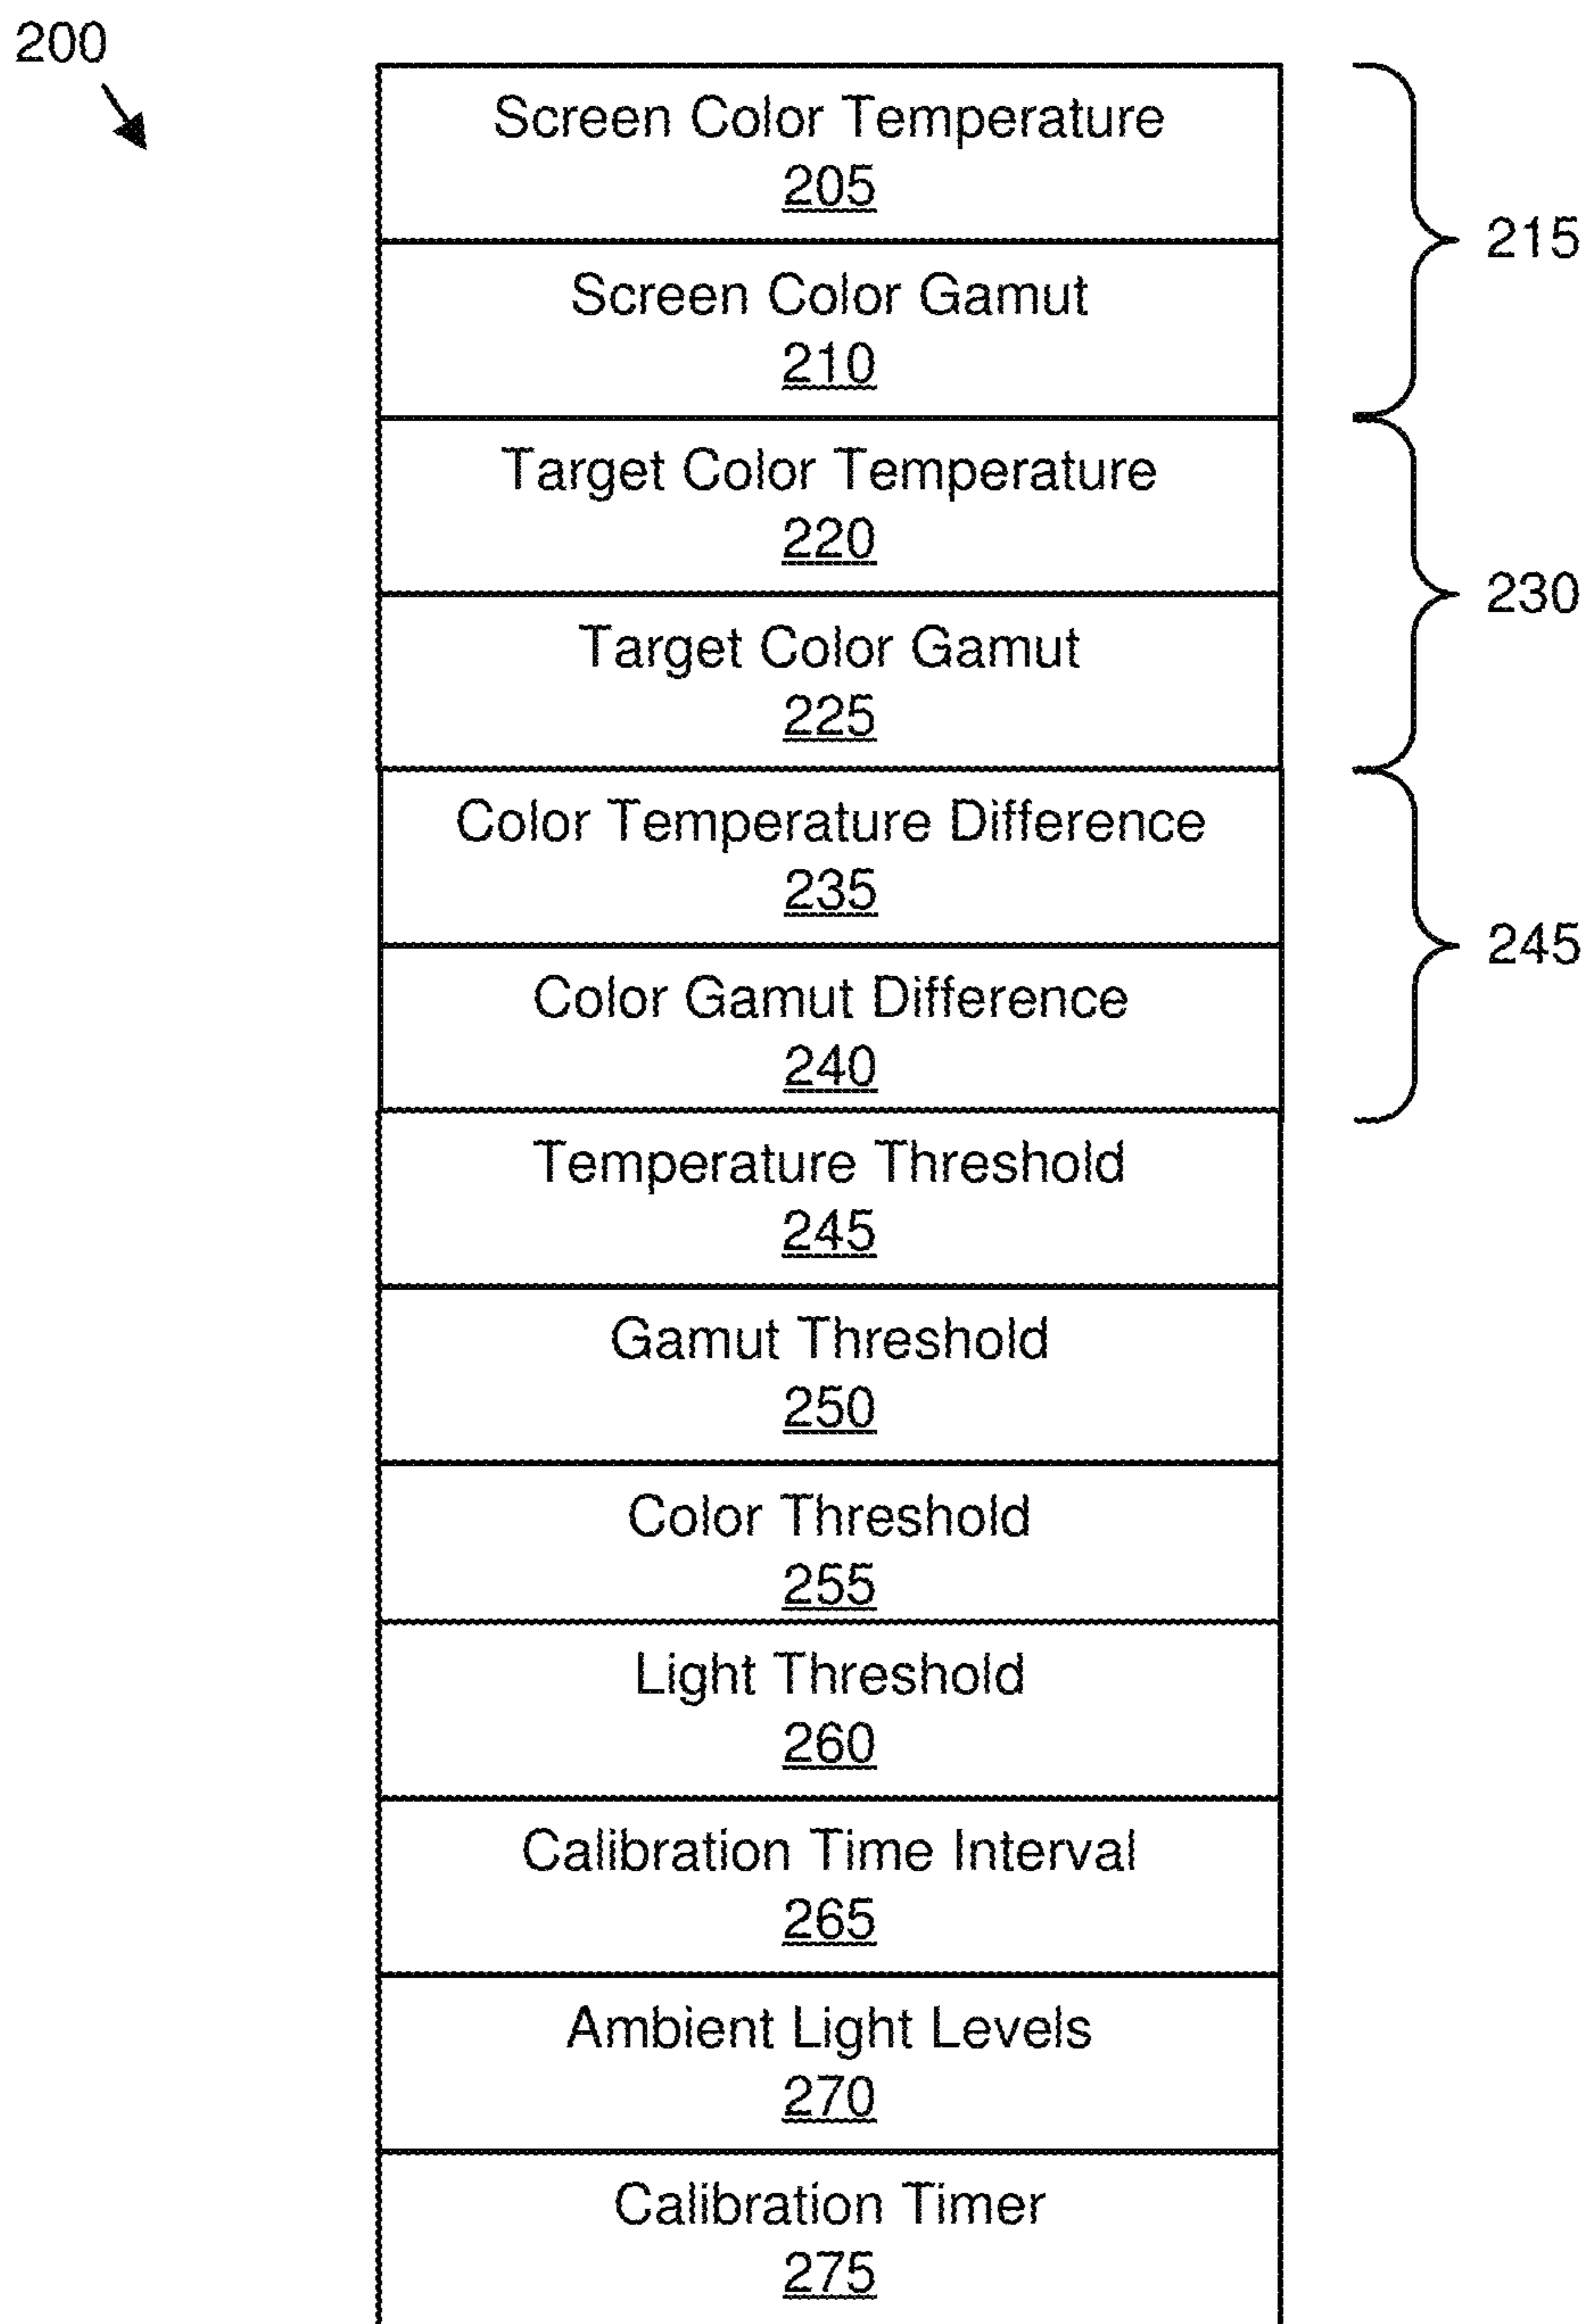 200
Screen Color Temperature
205
215
Screen Color Gamut
210
Target Color Temperature
220
230
Target Color Gamut
225
Color Temperature Difference
235
245
Color Gamut Difference
240
Temperature Threshold
245
Gamut Threshold
250
Color Threshold
255
Light Threshold
260
Calibration Time Interval
265
Ambient Light Levels
270
Calibration Timer
275